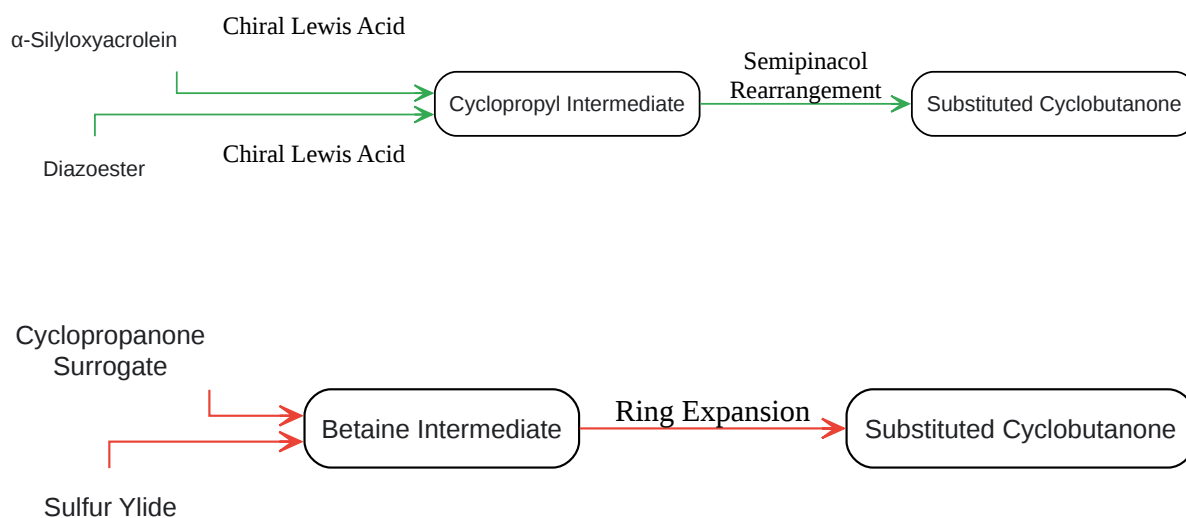 Chiral Lewis Acid
α-Silyloxyacrolein
Semipinacol
Rearrangement
Cyclopropyl Intermediate
Substituted Cyclobutanone
Chiral Lewis Acid
Diazoester
Cyclopropanone
Surrogate
Ring Expansion
Betaine Intermediate
Substituted Cyclobutanone
Sulfur Ylide